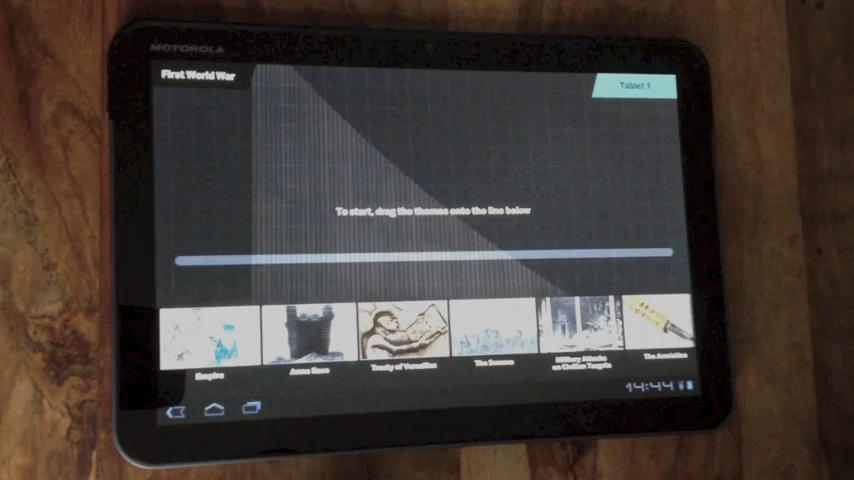 MOTOROLA
First World War
Tablet 1
To start, drag the themes onto the line below
Empire
Arms Race
Treaty of Versailles
The Somme
Military Attacks
on Civilian Targets
The Armistice
14:44